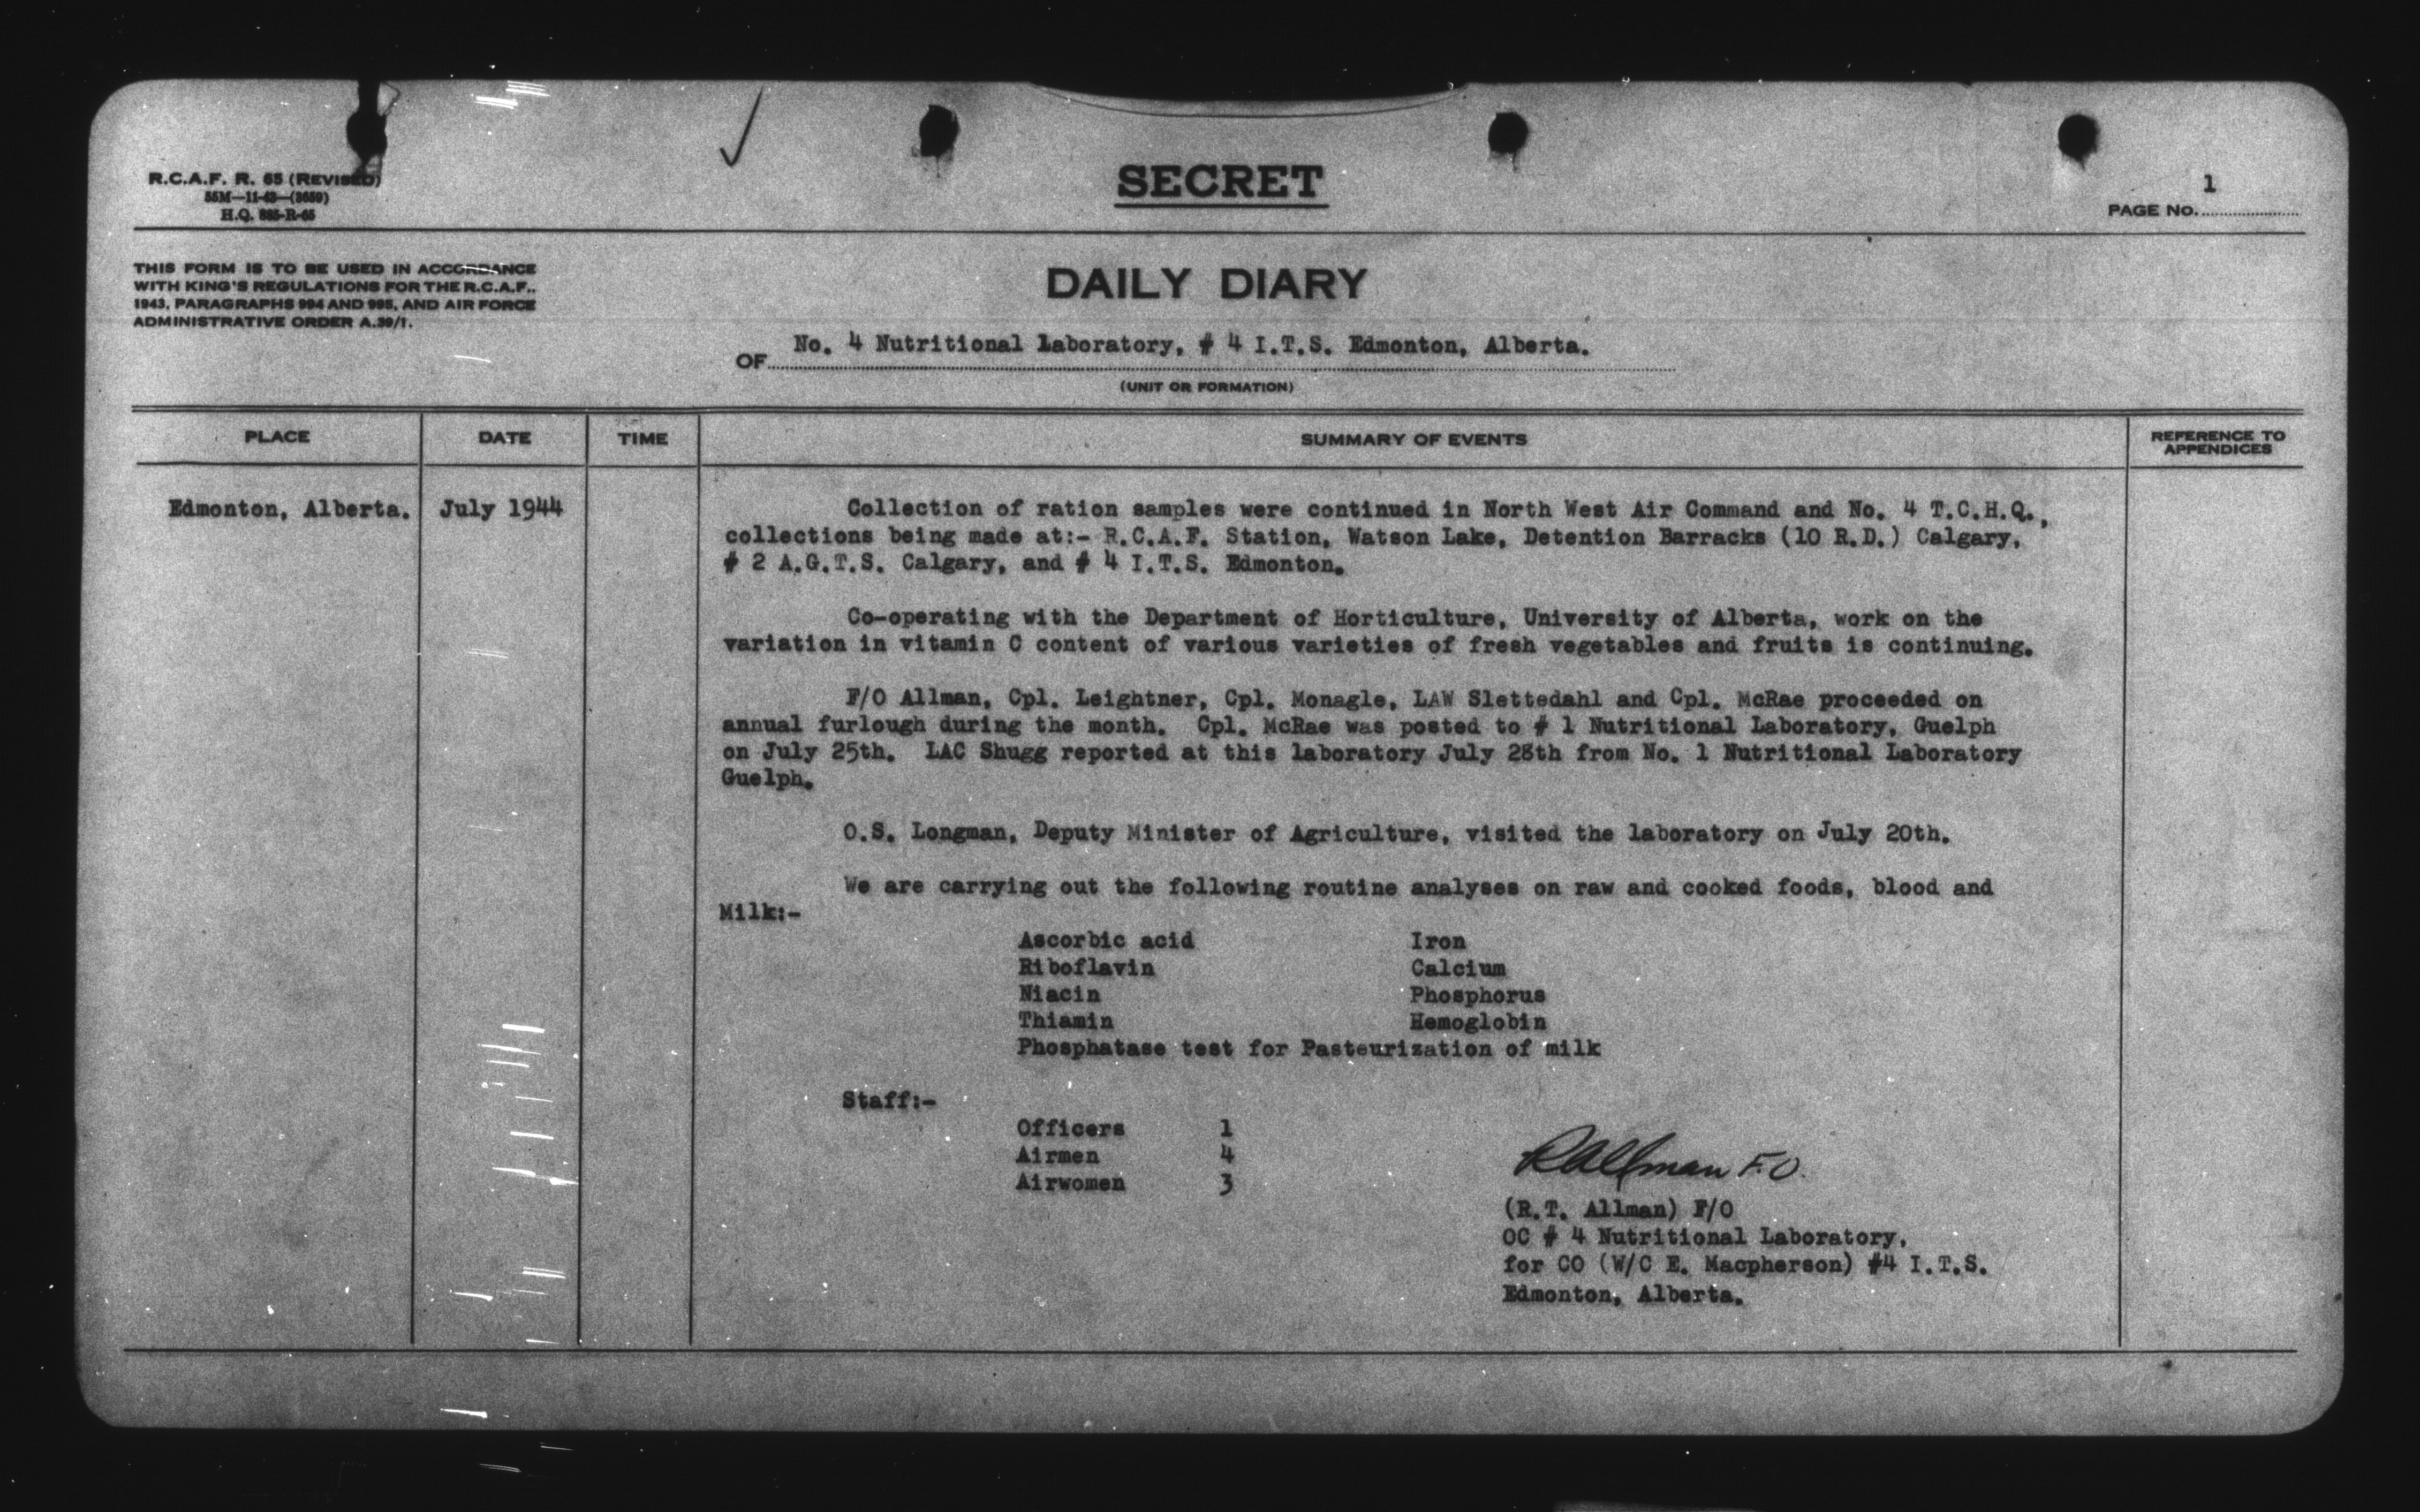 R.C.A.F. R. 65 (REVISED)
55M—11-43—(3659)
H.Q. 885-R-65
SECRET
1
PAGE No.
THIS FORM IS TO BE USED IN ACCORDANCE
WITH KING'S REGULATIONS FOR THE R.C.A.F.,
1943, PARAGRAPHS 994 AND 995, AND AIR FORCE
ADMINISTRATIVE ORDER A.39/1.
DAILY DIARY
OF No. 4 Nutritional Laboratory, # 4 I.T.S. Edmonton, Alberta.
(UNIT OR FORMATION)
PLACE DATE TIME SUMMARY OF EVENTS REFERENCE TO
APPENDICES
Edmonton, Alberta. July 1944 Collection of ration samples were continued in North West Air Command and No. 4 T.C.H.Q.,
collections being made at:- R.C.A.F. Station, Watson Lake, Detention Barracks (10 R.D.) Calgary,
# 2 A.G.T.S. Calgary, and # 4 I.T.S. Edmonton.
Co-operating with the Department of Horticulture, University of Alberta, work on the
variation in vitamin C content of various varieties of fresh vegetables and fruits is continuing.
F/O Allman, Cpl. Leightner, Cpl. Monagle, LAW Slettedahl and Cpl. McRae proceeded on
annual furlough during the month. Cpl. McRae was posted to # 1 Nutritional Laboratory, Guelph
on July 25th. LAC Shugg reported at this laboratory July 28th from No. 1 Nutritional Laboratory
Guelph.
O.S. Longman, Deputy Minister of Agriculture, visited the laboratory on July 20th.
We are carrying out the following routine analyses on raw and cooked foods, blood and
Milk:-
Ascorbic acid Iron
Riboflavin Calcium
Niacin Phosphorus
Thiamin Hemoglobin
Phosphatase test for Pasteurization of milk
Staff:-
Officers 1
Airmen 4
Airwomen 3
RAllman F.O.
(R.T. Allman) F/O
OC # 4 Nutritional Laboratory,
for CO (W/C E. Macpherson) #4 I.T.S.
Edmonton, Alberta.